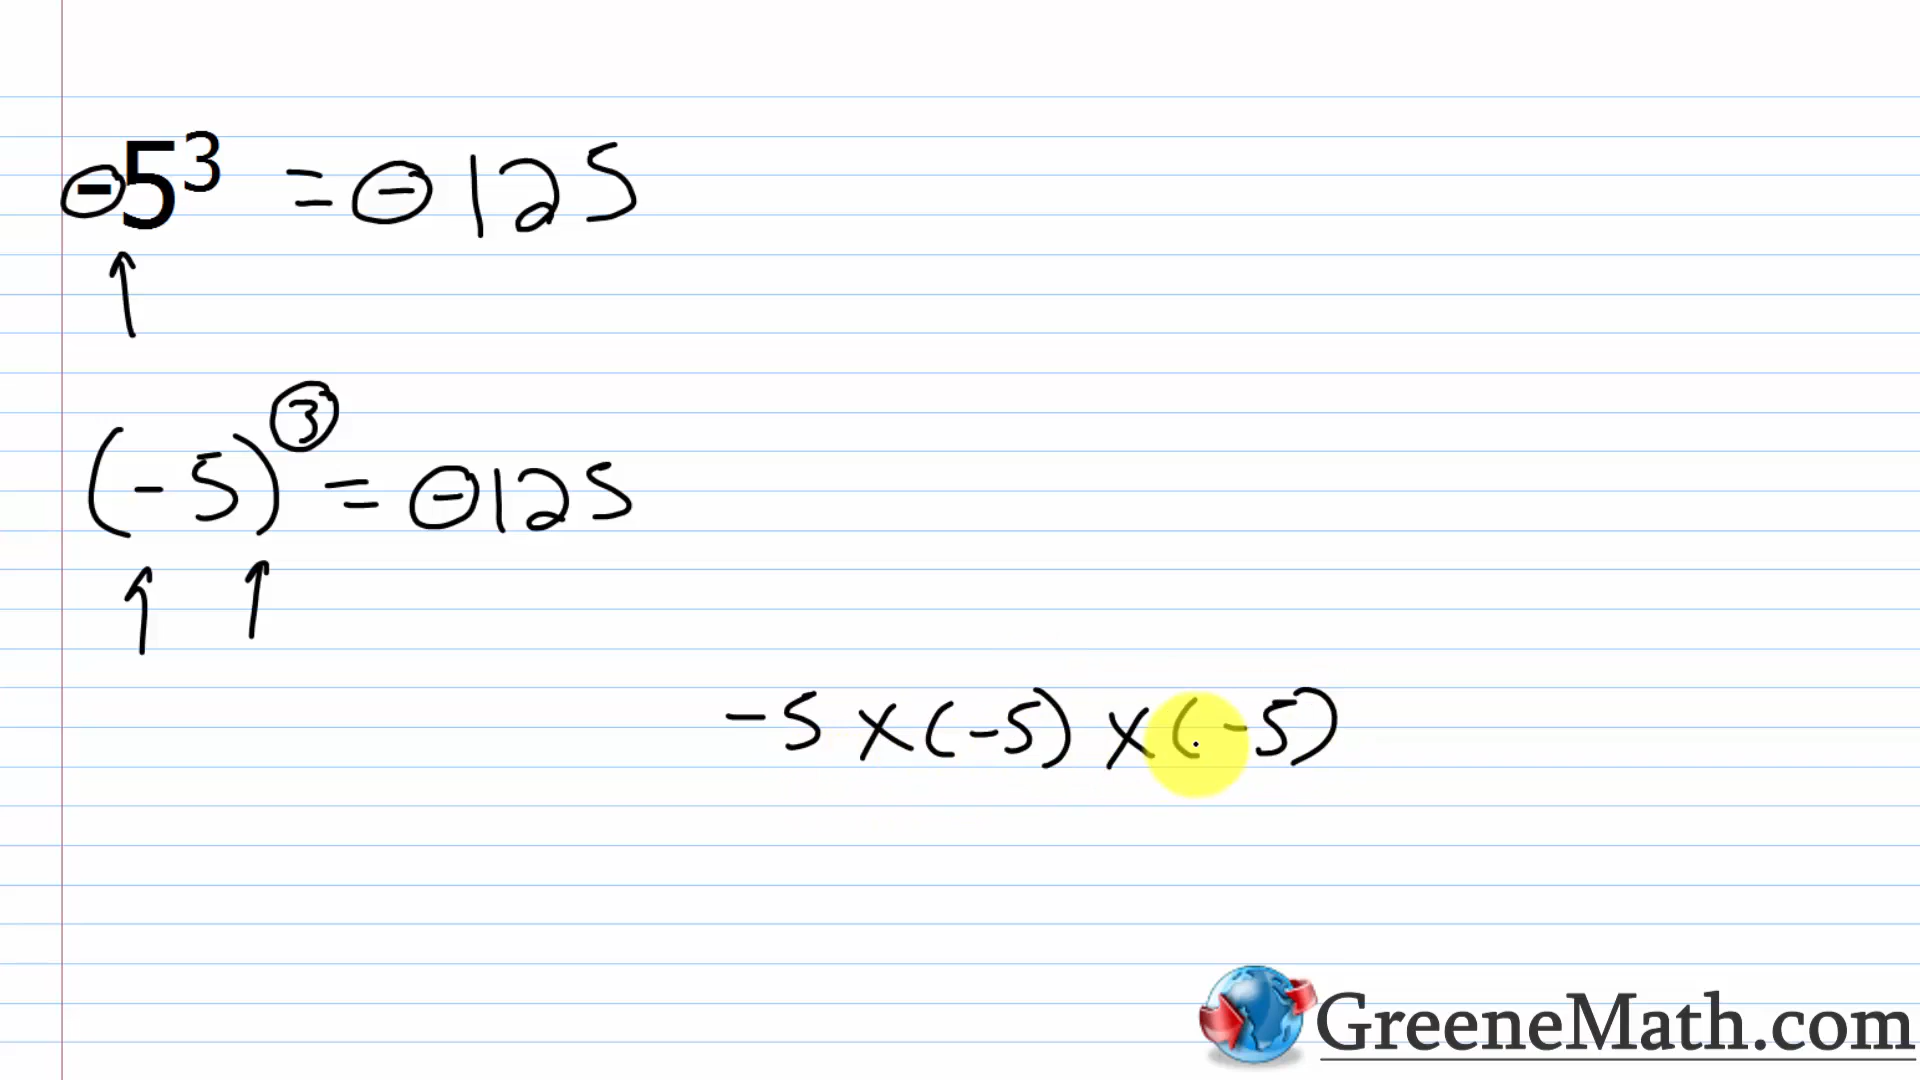 -5³ = -125
(-5)³ = -125
-5 × (-5) × (-5)
GreeneMath.com